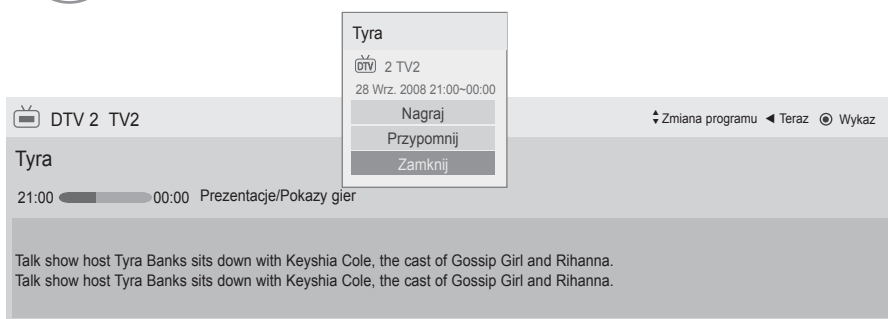 Tyra
DTV 2 TV2
28 Wrz. 2008 21:00~00:00
Nagraj
Przypomnij
Zamknij
DTV 2 TV2
Zmiana programu ◄ Teraz ◉ Wykaz
Tyra
21:00 00:00 Prezentacje/Pokazy gier
Talk show host Tyra Banks sits down with Keyshia Cole, the cast of Gossip Girl and Rihanna.
Talk show host Tyra Banks sits down with Keyshia Cole, the cast of Gossip Girl and Rihanna.